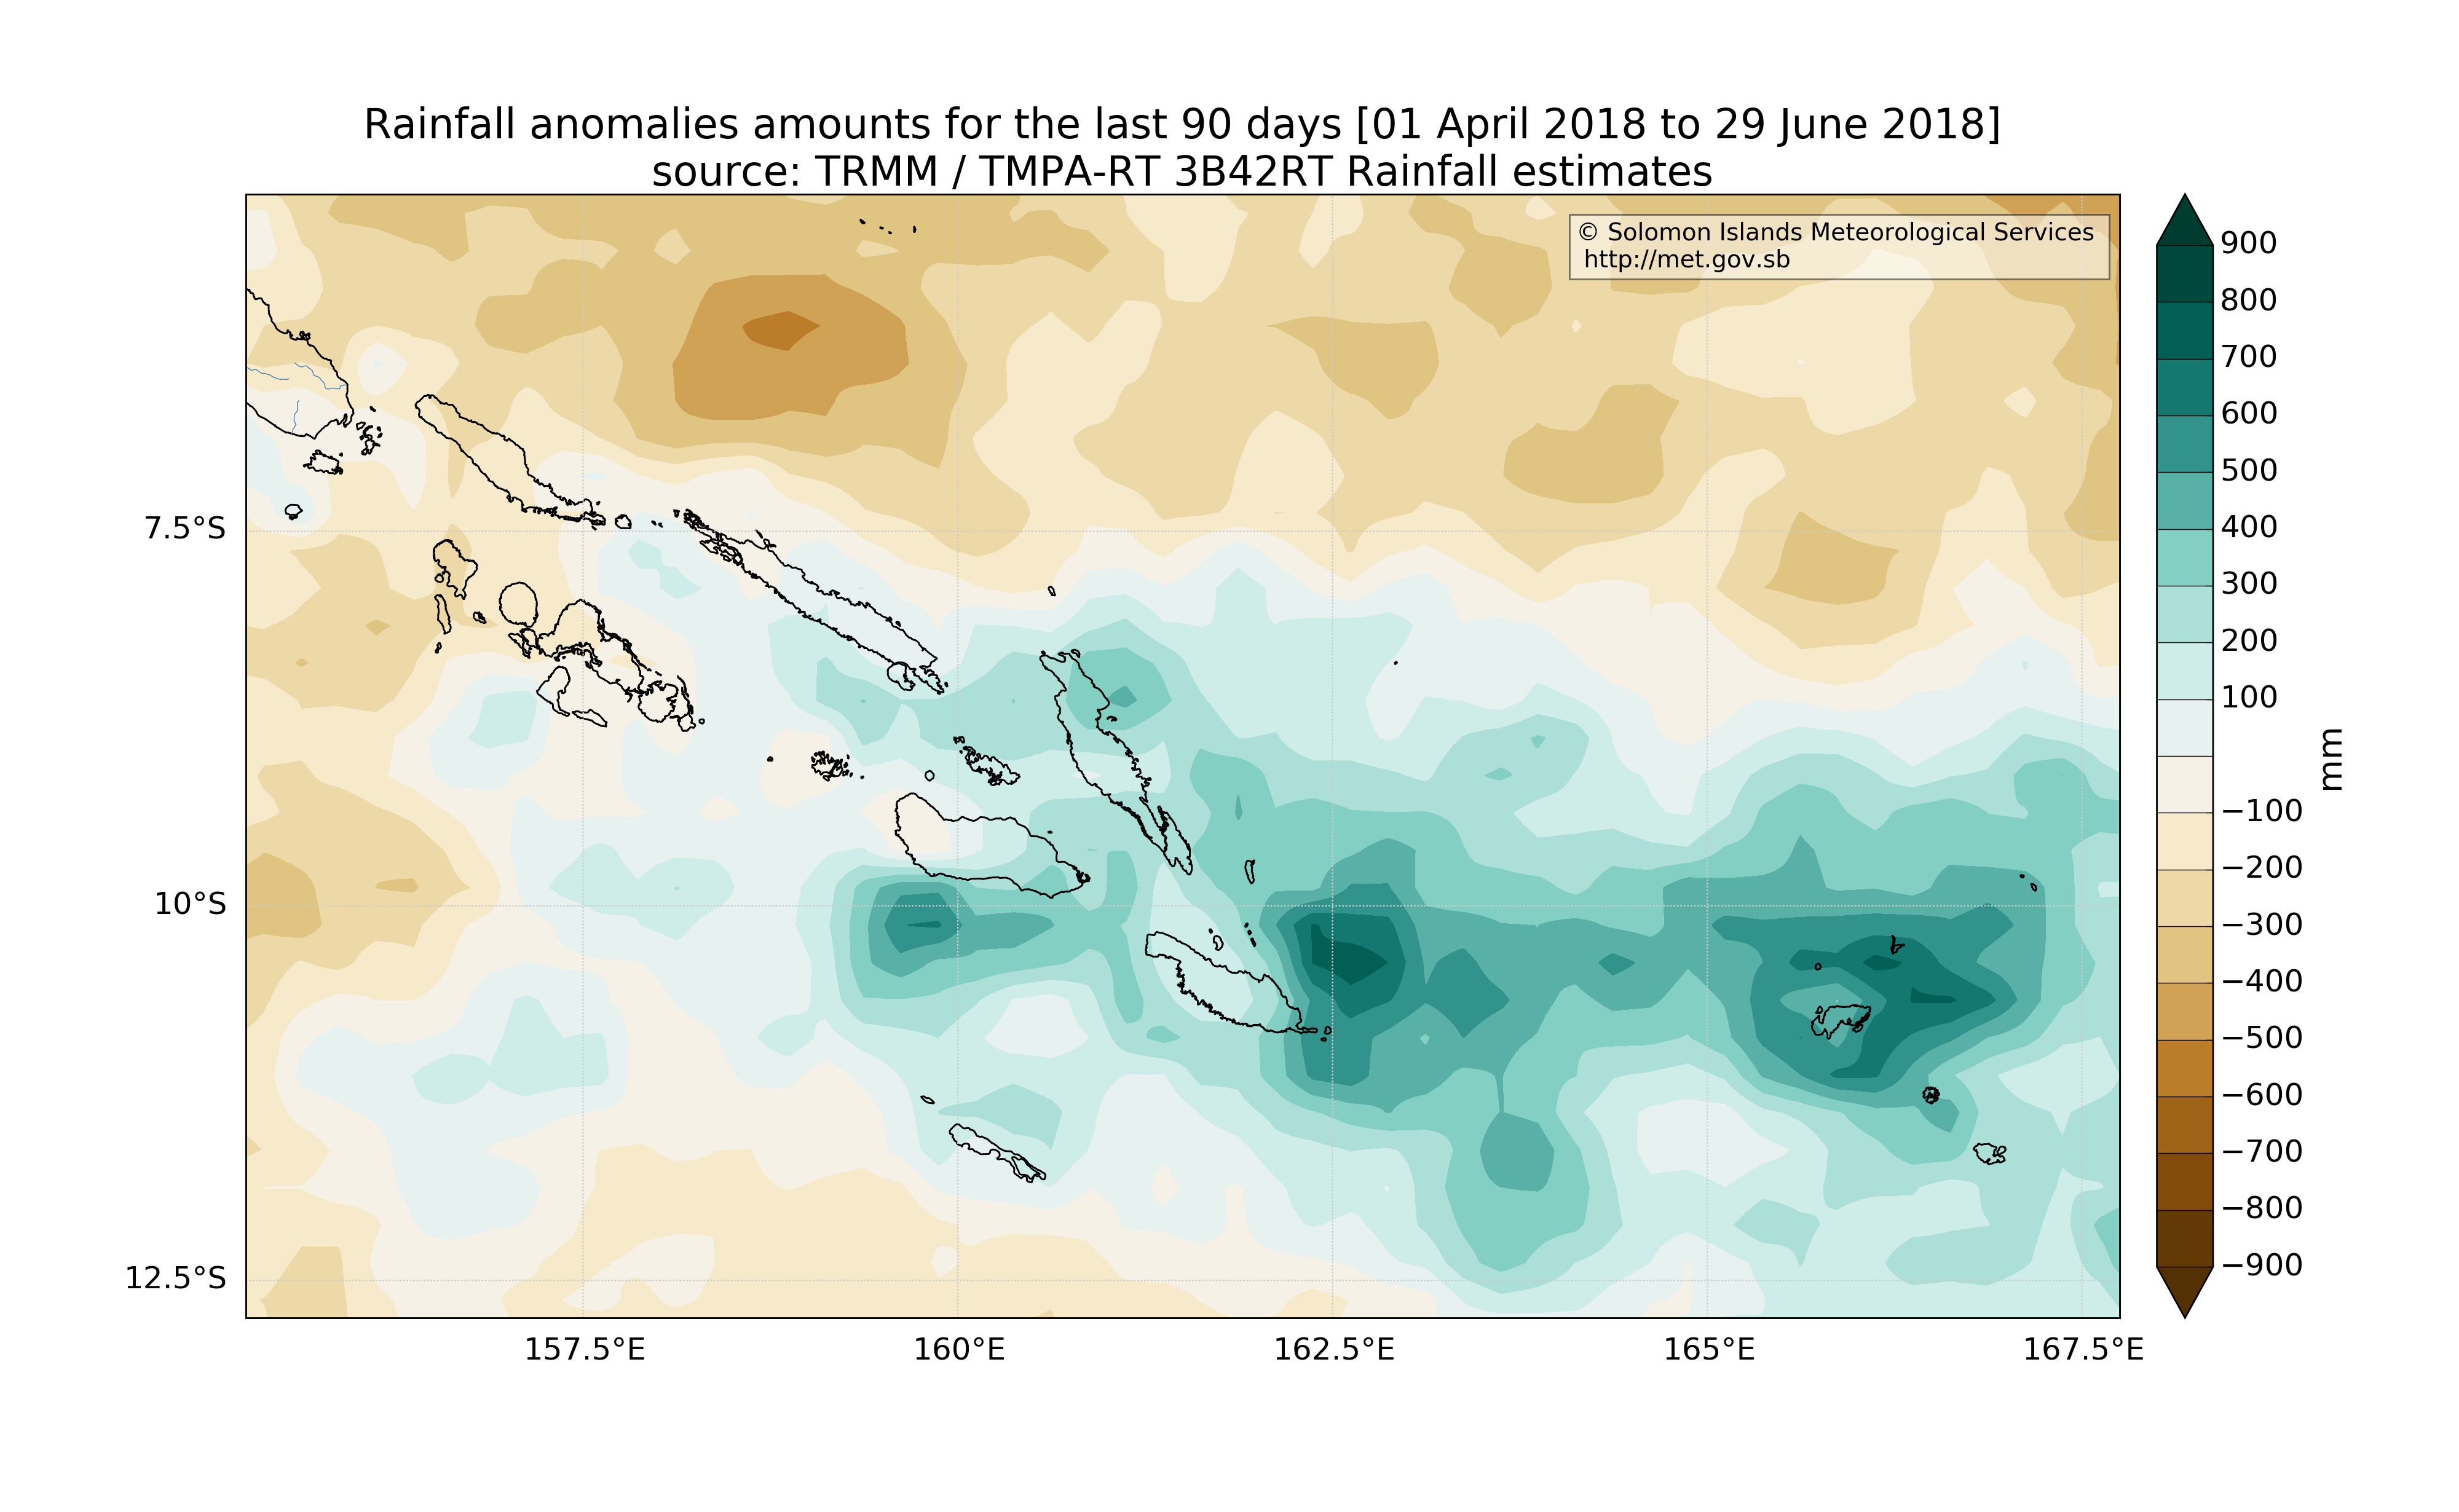 Rainfall anomalies amounts for the last 90 days [01 April 2018 to 29 June 2018]
source: TRMM / TMPA-RT 3B42RT Rainfall estimates
© Solomon Islands Meteorological Services
http://met.gov.sb
7.5°S
10°S
12.5°S
157.5°E
160°E
162.5°E
165°E
167.5°E
900
800
700
600
500
400
300
200
100
−100
−200
−300
−400
−500
−600
−700
−800
−900
mm